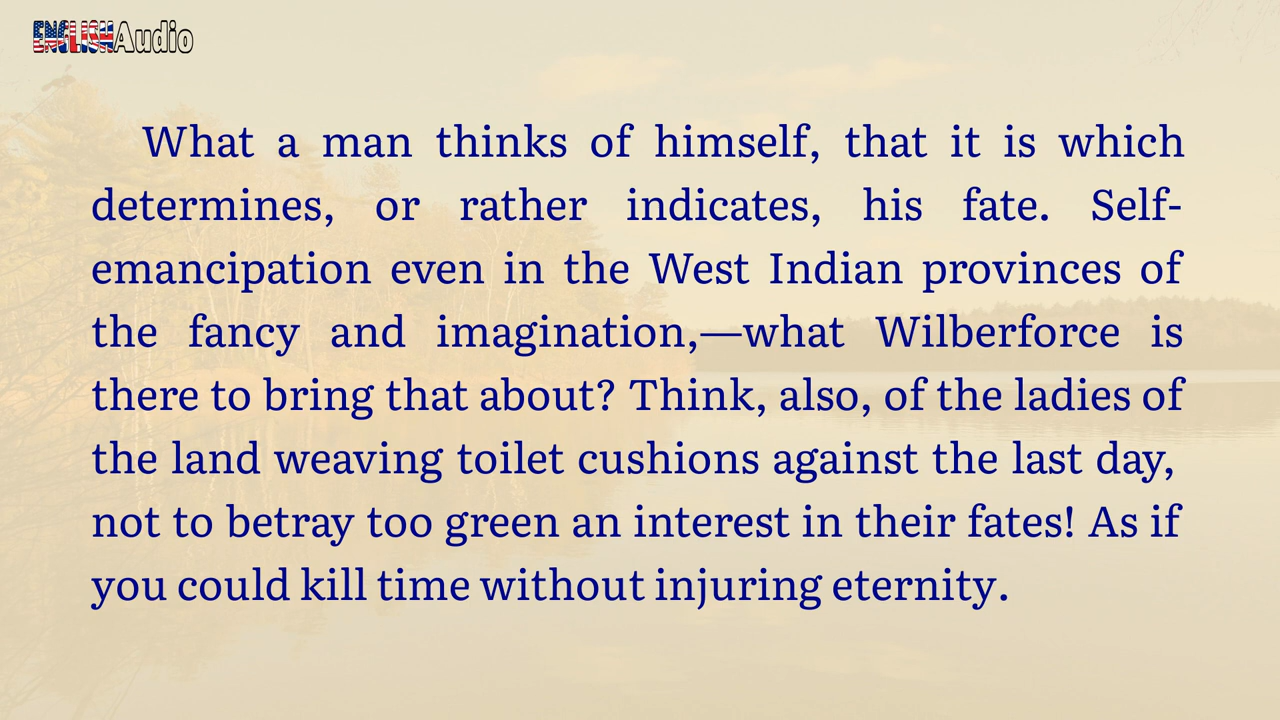 ENGLISHAudio
What a man thinks of himself, that it is which
determines, or rather indicates, his fate. Self-
emancipation even in the West Indian provinces of
the fancy and imagination,—what Wilberforce is
there to bring that about? Think, also, of the ladies of
the land weaving toilet cushions against the last day,
not to betray too green an interest in their fates! As if
you could kill time without injuring eternity.